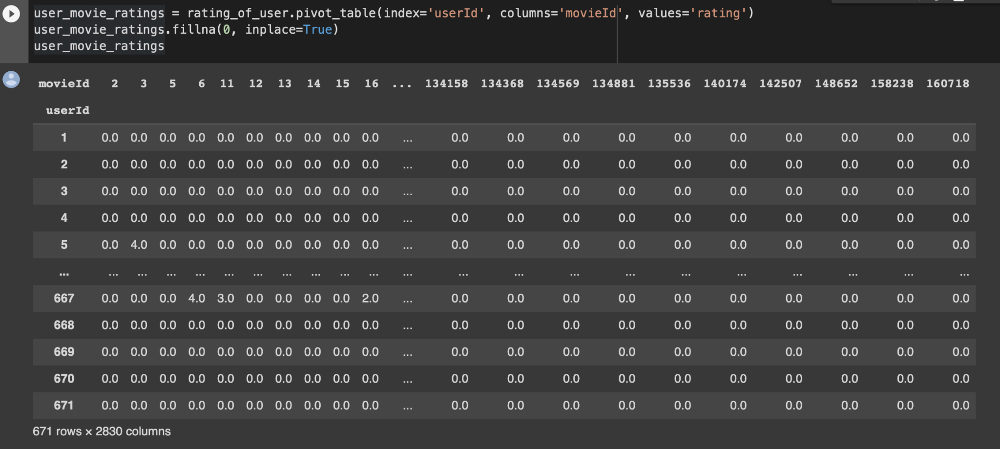 user_movie_ratings = rating_of_user.pivot_table(index='userId', columns='movieId', values='rating')
user_movie_ratings.fillna(0, inplace=True)
user_movie_ratings
movieId 2 3 5 6 11 12 13 14 15 16 ... 134158 134368 134569 134881 135536 140174 142507 148652 158238 160718
userId
1 0.0 0.0 0.0 0.0 0.0 0.0 0.0 0.0 0.0 0.0 ... 0.0 0.0 0.0 0.0 0.0 0.0 0.0 0.0 0.0 0.0
2 0.0 0.0 0.0 0.0 0.0 0.0 0.0 0.0 0.0 0.0 ... 0.0 0.0 0.0 0.0 0.0 0.0 0.0 0.0 0.0 0.0
3 0.0 0.0 0.0 0.0 0.0 0.0 0.0 0.0 0.0 0.0 ... 0.0 0.0 0.0 0.0 0.0 0.0 0.0 0.0 0.0 0.0
4 0.0 0.0 0.0 0.0 0.0 0.0 0.0 0.0 0.0 0.0 ... 0.0 0.0 0.0 0.0 0.0 0.0 0.0 0.0 0.0 0.0
5 0.0 4.0 0.0 0.0 0.0 0.0 0.0 0.0 0.0 0.0 ... 0.0 0.0 0.0 0.0 0.0 0.0 0.0 0.0 0.0 0.0
... ... ... ... ... ... ... ... ... ... ... ... ... ... ... ... ... ... ... ... ... ...
667 0.0 0.0 0.0 4.0 3.0 0.0 0.0 0.0 0.0 2.0 ... 0.0 0.0 0.0 0.0 0.0 0.0 0.0 0.0 0.0 0.0
668 0.0 0.0 0.0 0.0 0.0 0.0 0.0 0.0 0.0 0.0 ... 0.0 0.0 0.0 0.0 0.0 0.0 0.0 0.0 0.0 0.0
669 0.0 0.0 0.0 0.0 0.0 0.0 0.0 0.0 0.0 0.0 ... 0.0 0.0 0.0 0.0 0.0 0.0 0.0 0.0 0.0 0.0
670 0.0 0.0 0.0 0.0 0.0 0.0 0.0 0.0 0.0 0.0 ... 0.0 0.0 0.0 0.0 0.0 0.0 0.0 0.0 0.0 0.0
671 0.0 0.0 0.0 0.0 0.0 0.0 0.0 0.0 0.0 0.0 ... 0.0 0.0 0.0 0.0 0.0 0.0 0.0 0.0 0.0 0.0
671 rows × 2830 columns